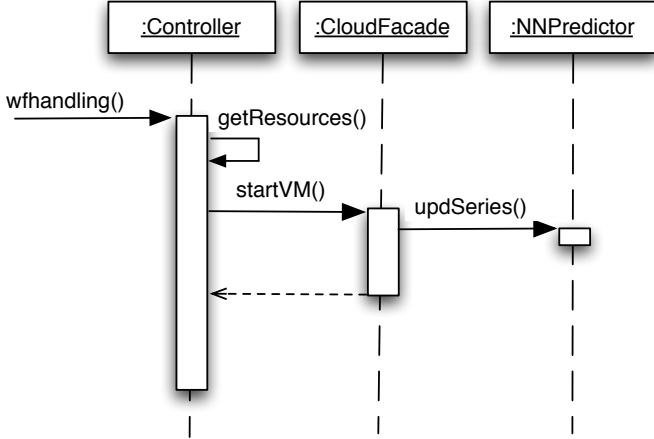 :Controller
:CloudFacade
:NNPredictor
wfhandling()
getResources()
startVM()
updSeries()